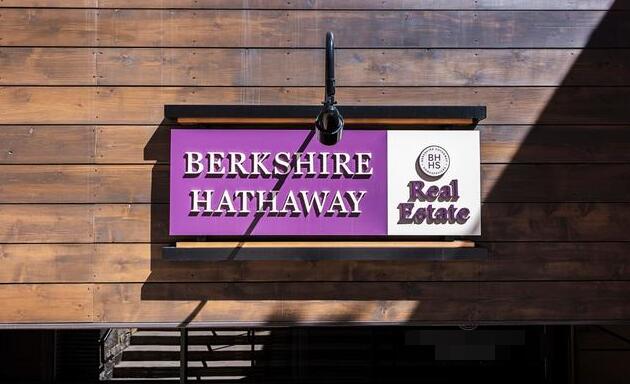 BERKSHIRE
HATHAWAY
BH
HS
Real
Estate